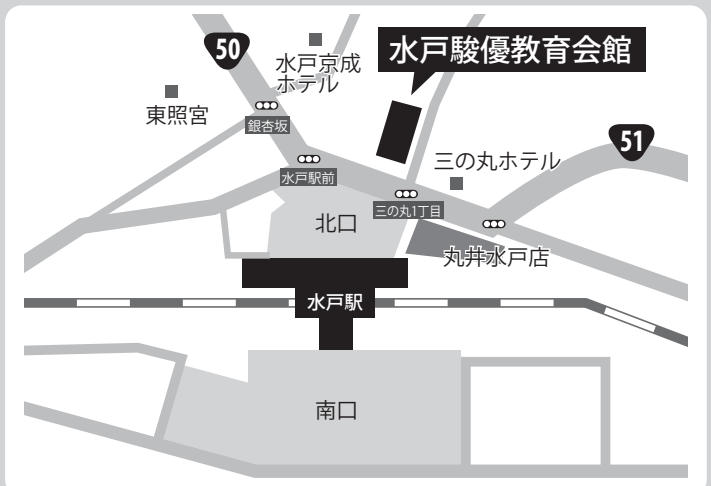 50
水戸京成
ホテル
水戸駿優教育会館
東照宮
銀杏坂
51
水戸駅前
三の丸ホテル
三の丸1丁目
北口
丸井水戸店
水戸駅
南口